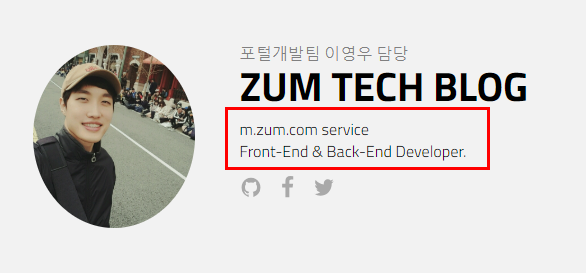 포털개발팀 이영우 담당
ZUM TECH BLOG
m.zum.com service
Front-End & Back-End Developer.